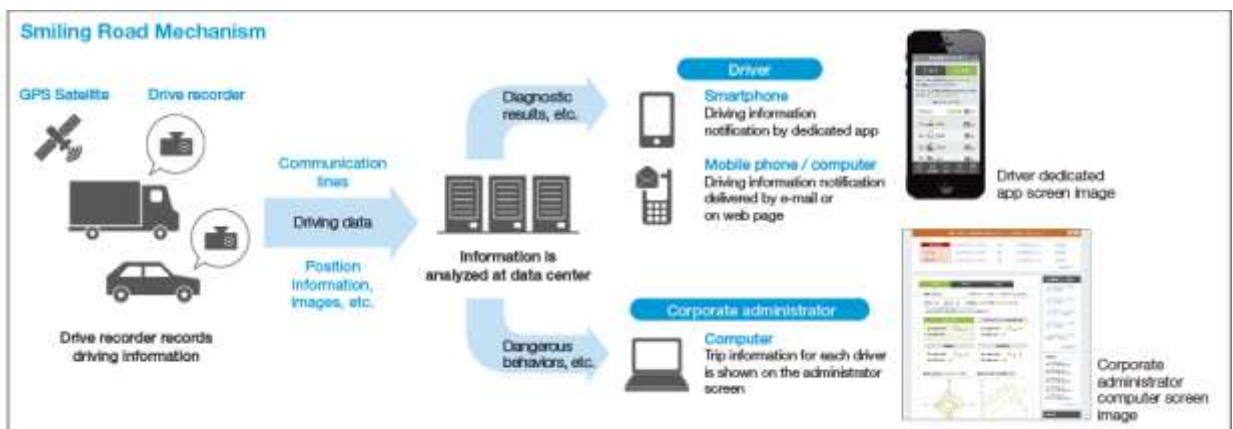 Smiling Road Mechanism
GPS Satellite
Drive recorder
Drive recorder records
driving information
Communication
lines
Driving data
Position
information,
images, etc.
Information is
analyzed at data center
Diagnostic
results, etc.
Dangerous
behaviors, etc.
Driver
Smartphone
Driving information
notification by dedicated app
Mobile phone / computer
Driving information notification
delivered by e-mail or
on web page
Driver dedicated
app screen image
Corporate administrator
Computer
Trip information for each driver
is shown on the administrator
screen
Corporate
administrator
computer screen
image